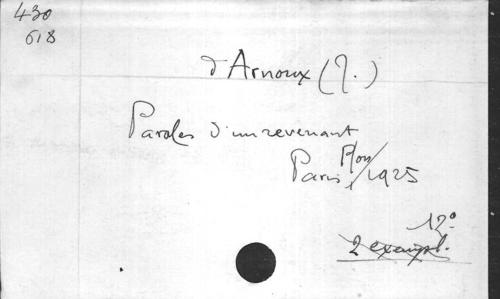 430
618
d'Arnoux (J.)
Paroles d'un revenant
Paris, Plon, 1925
12°
2 exempl.